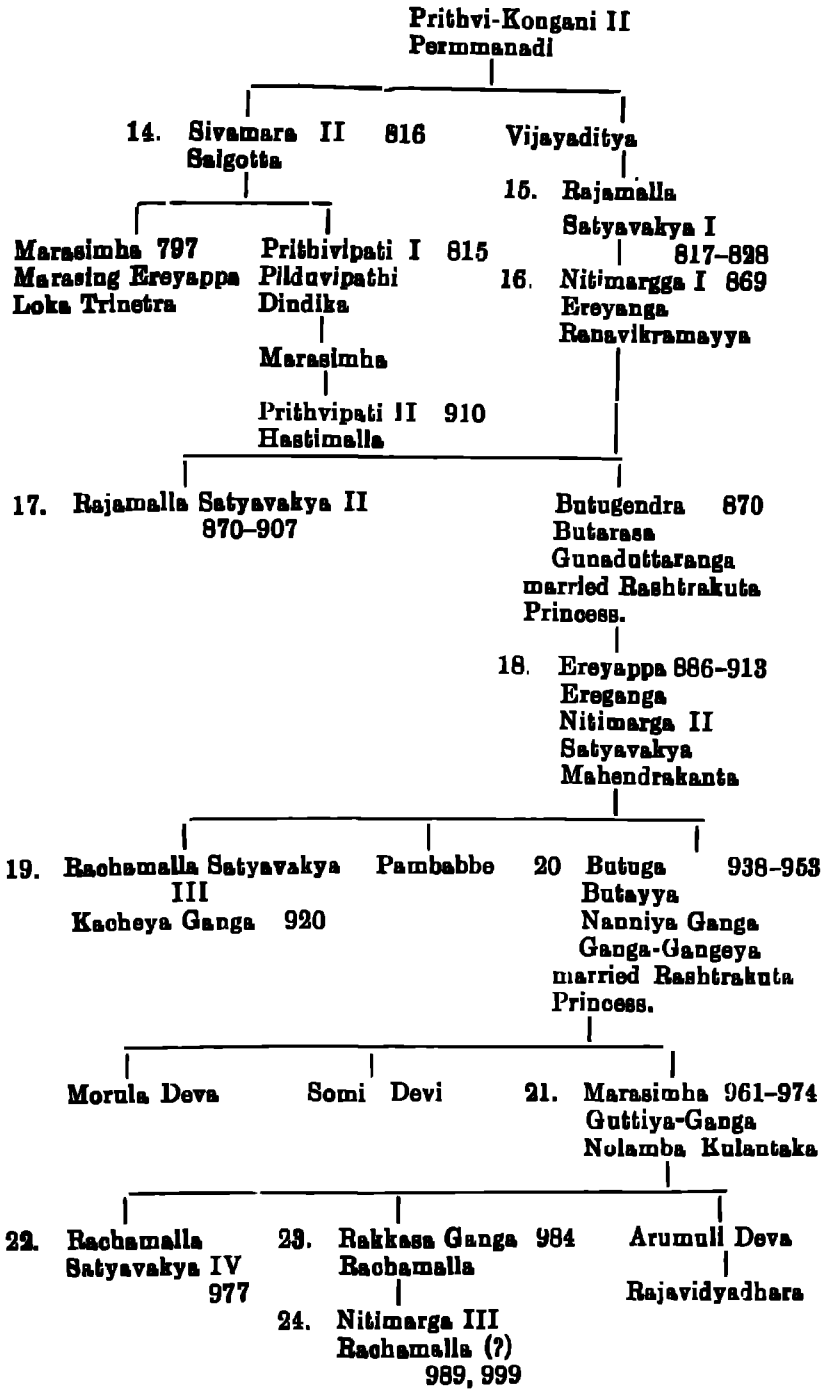 Prithvi-Kongani II
Permmanadi
14. Sivamara II 816
Saigotta
Vijayaditya
15. Rajamalla
Satyavakya I
817–828
Marasimha 797
Marasing Ereyappa
Loka Trinetra
Prithivipati I 815
Pilduvipathi
Dindika
16. Nitimargga I 869
Ereyanga
Ranavikramayya
Marasimha
Prithvipati II 910
Hastimalla
17. Rajamalla Satyavakya II
870–907
Butugendra 870
Butarasa
Gunaduttaranga
married Rashtrakuta
Princess.
18. Ereyappa 886–913
Ereganga
Nitimarga II
Satyavakya
Mahendrakanta
19. Rachamalla Satyavakya
III
Kacheya Ganga 920
Pambabbe
20 Butuga 938–953
Butayya
Nanniya Ganga
Ganga-Gangeya
married Rashtrakuta
Princess.
Morula Deva
Somi Devi
21. Marasimha 961–974
Guttiya-Ganga
Nolamba Kulantaka
22. Rachamalla
Satyavakya IV
977
23. Rakkasa Ganga 984
Rachamalla
Arumuli Deva
Rajavidyadhara
24. Nitimarga III
Rachamalla (?)
989, 999